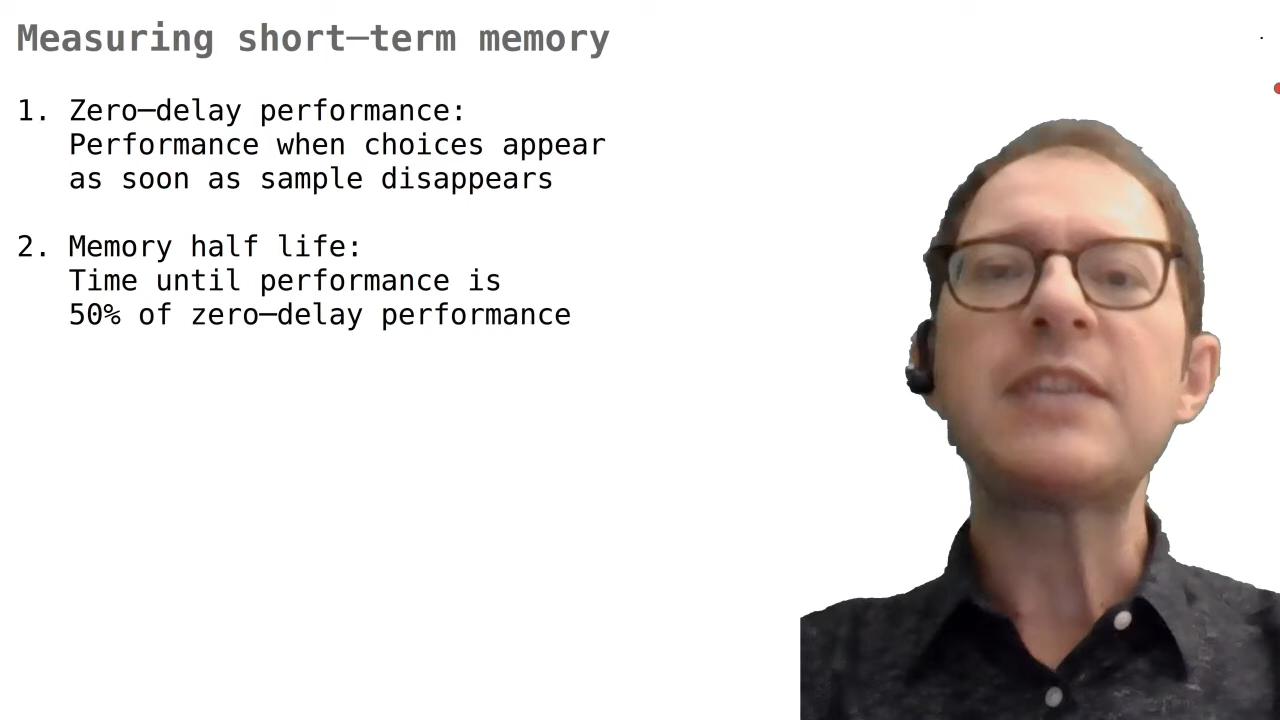 Measuring short–term memory
1. Zero–delay performance:
Performance when choices appear
as soon as sample disappears
2. Memory half life:
Time until performance is
50% of zero–delay performance